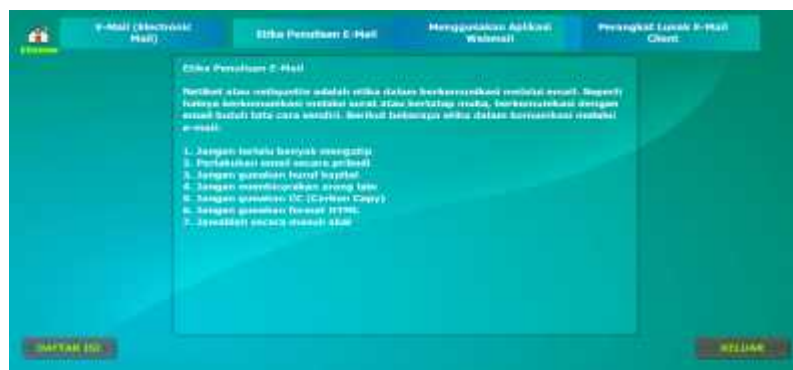 E-Mail (Electronic
Mail)
Etika Penulisan E-Mail
Menggunakan Aplikasi
Webmail
Perangkat Lunak E-Mail
Client
Etika Penulisan E-Mail
Netiket atau netiquette adalah etika dalam berkomunikasi melalui email. Seperti
halnya berkomunikasi melalui surat atau bertatap muka, berkomunikasi dengan
email butuh tata cara sendiri. Berikut beberapa etika dalam komunikasi melalui
e-mail:
1. Jangan terlalu banyak mengutip
2. Perlakukan email secara pribadi
3. Jangan gunakan huruf kapital
4. Jangan membicarakan orang lain
5. Jangan gunakan CC (Carbon Copy)
6. Jangan gunakan format HTML
7. Jawablah secara masuk akal
DAFTAR ISI
KELUAR